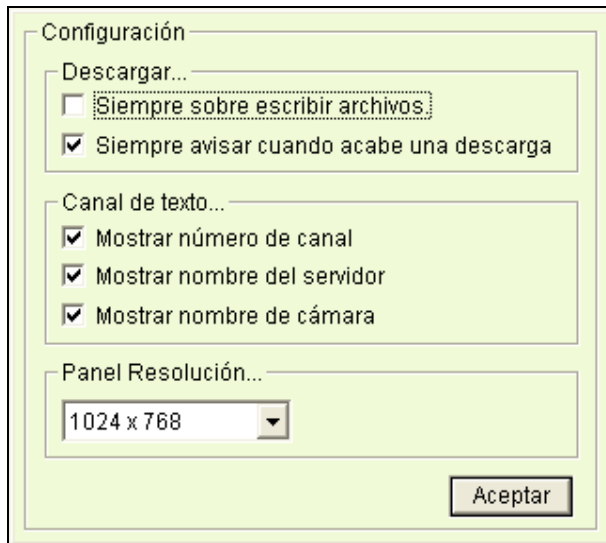 Configuración
Descargar...
Siempre sobre escribir archivos.
Siempre avisar cuando acabe una descarga
Canal de texto...
Mostrar número de canal
Mostrar nombre del servidor
Mostrar nombre de cámara
Panel Resolución...
1024 x 768
Aceptar